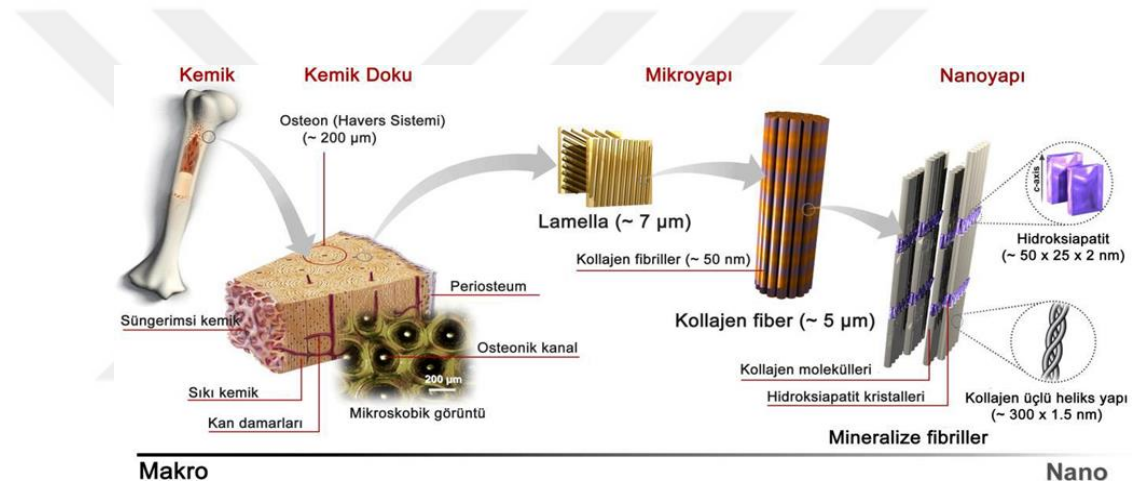 Kemik
Kemik Doku
Mikroyapı
Nanoyapı
Osteon (Havers Sistemi)
(~ 200 µm)
c-axis
Lamella (~ 7 µm)
Hidroksiapatit
(~ 50 x 25 x 2 nm)
Kollajen fibriller (~ 50 nm)
Periosteum
Süngerimsi kemik
Kollajen fiber (~ 5 µm)
Osteonik kanal
Kollajen molekülleri
200 µm
Sıkı kemik
Hidroksiapatit kristalleri
Kollajen üçlü heliks yapı
(~ 300 x 1.5 nm)
Mikroskobik görüntü
Kan damarları
Mineralize fibriller
Makro
Nano